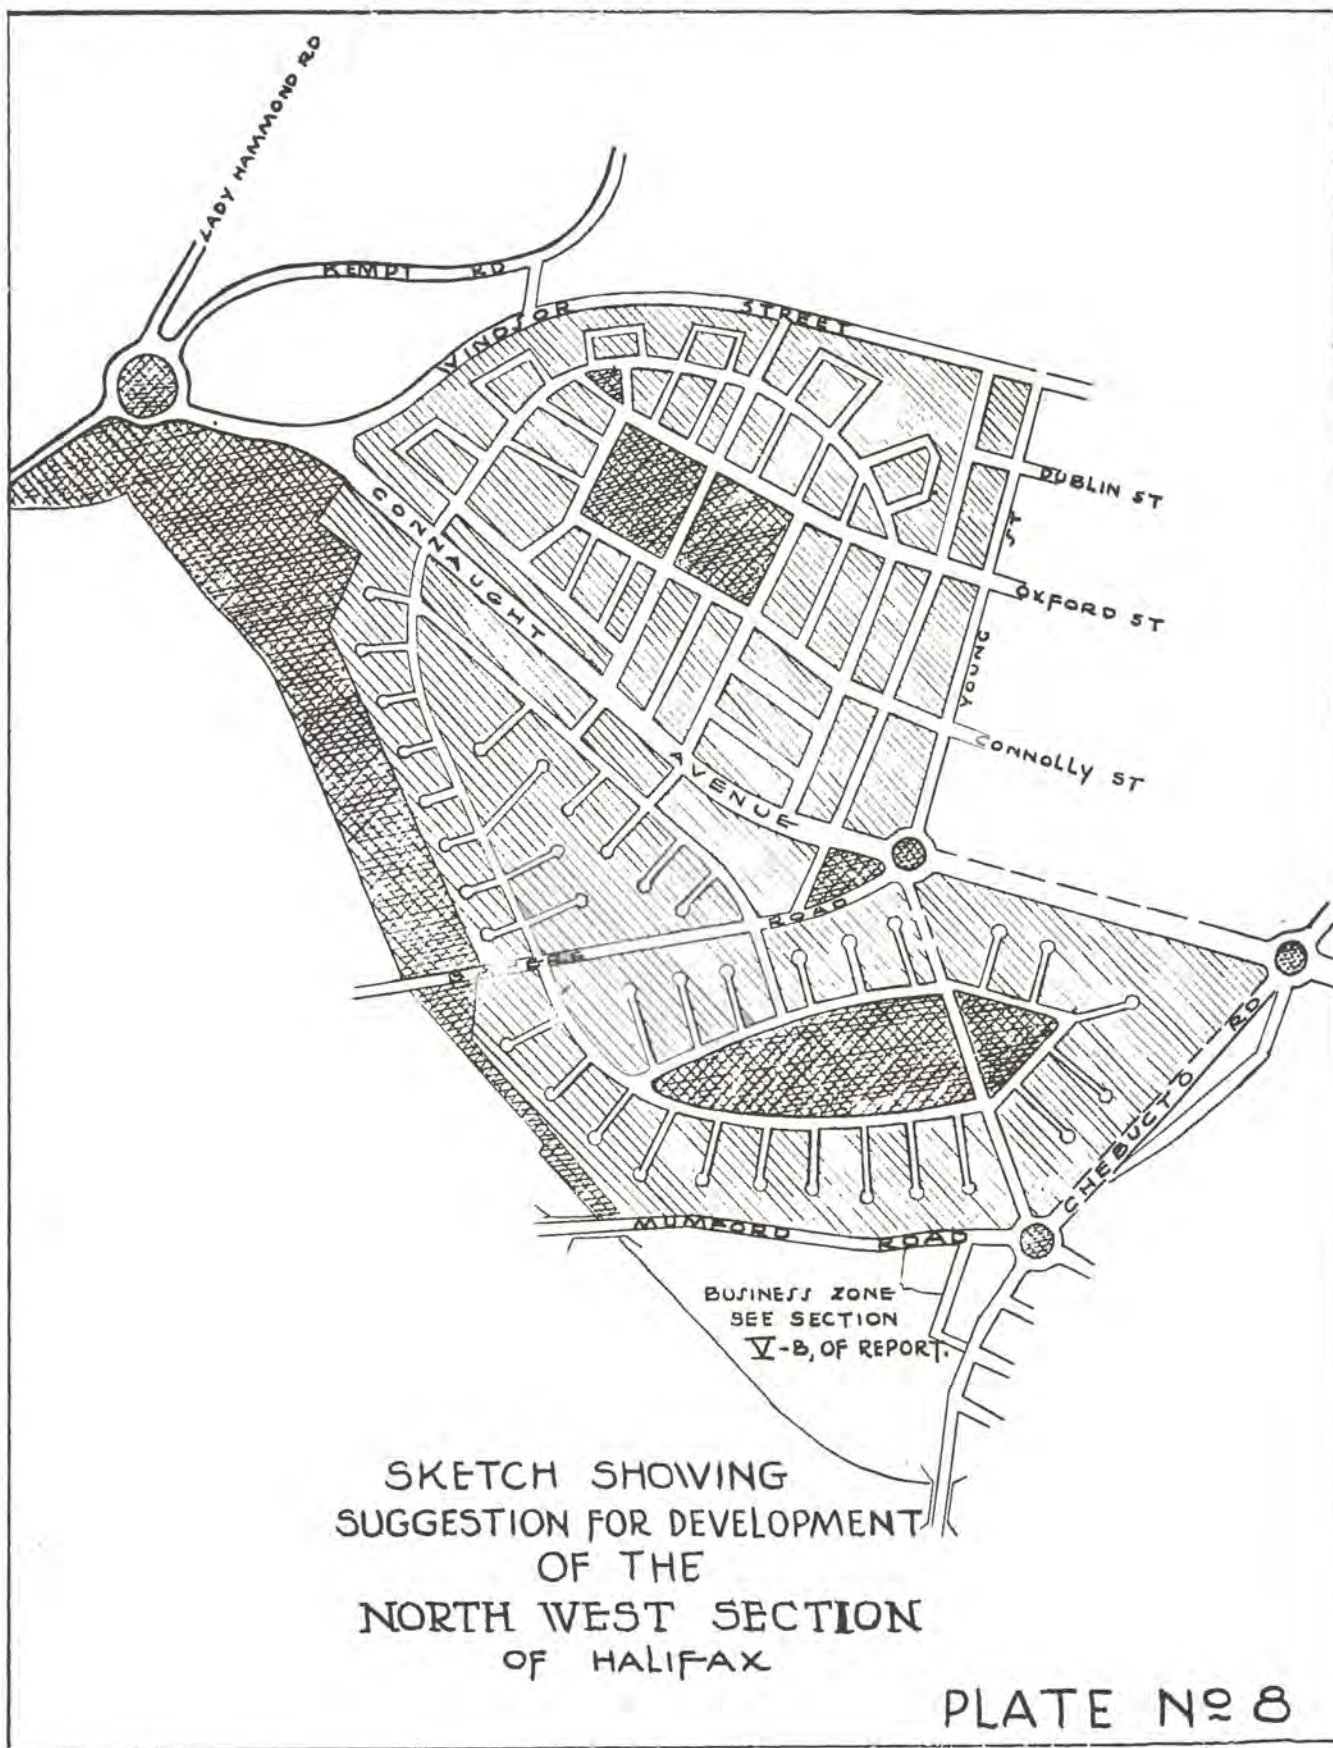 LADY HAMMOND RD
KEMPT RD
WINDSOR STREET
DUBLIN ST
CONNAUGHT AVENUE
OXFORD ST
YOUNG ST
CONNOLLY ST
ROAD
CHEBUCTO RD
MUMFORD ROAD
BUSINESS ZONE
SEE SECTION
V-B, OF REPORT.
SKETCH SHOWING
SUGGESTION FOR DEVELOPMENT
OF THE
NORTH WEST SECTION
OF HALIFAX
PLATE Nº 8